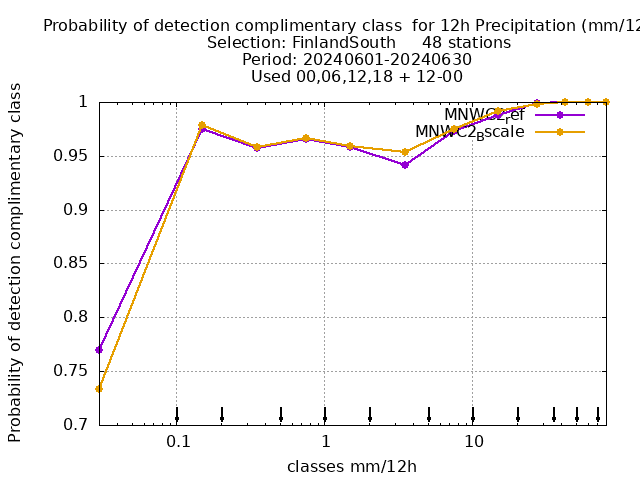 Probability of detection complimentary class  for 12h Precipitation (mm/12
Selection: FinlandSouth     48 stations
Period: 20240601-20240630
Used 00,06,12,18 + 12-00
Probability of detection complimentary class
1
0.95
0.9
0.85
0.8
0.75
0.7
MNWC2_ref
MNWC2_Bscale
0.1
1
10
classes mm/12h